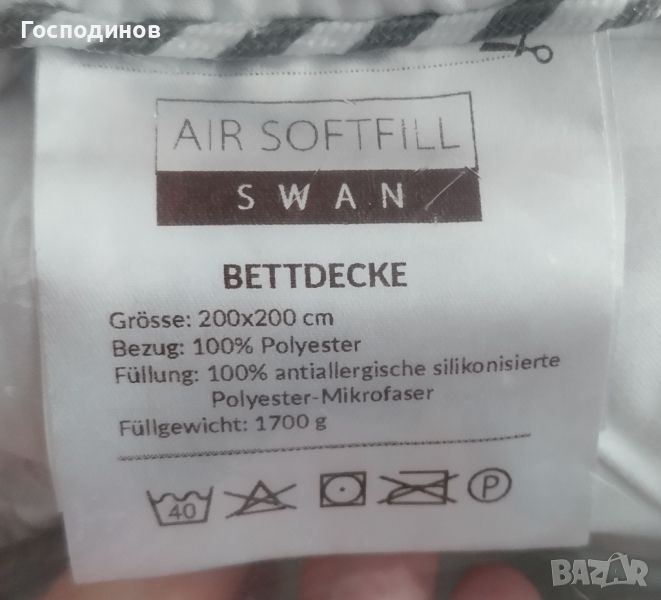 Господинов
AIR SOFTFILL
SWAN
BETTDECKE
Grösse: 200x200 cm
Bezug: 100% Polyester
Füllung: 100% antiallergische silikonisierte
Polyester-Mikrofaser
Füllgewicht: 1700 g
40
P
BAZAR